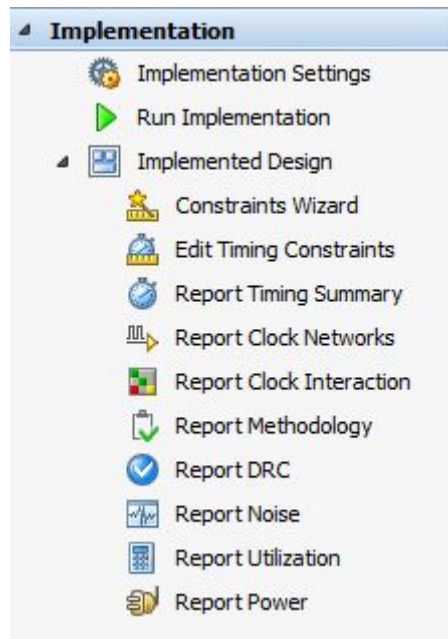 Implementation
Implementation Settings
Run Implementation
Implemented Design
Constraints Wizard
Edit Timing Constraints
Report Timing Summary
Report Clock Networks
Report Clock Interaction
Report Methodology
Report DRC
Report Noise
Report Utilization
Report Power